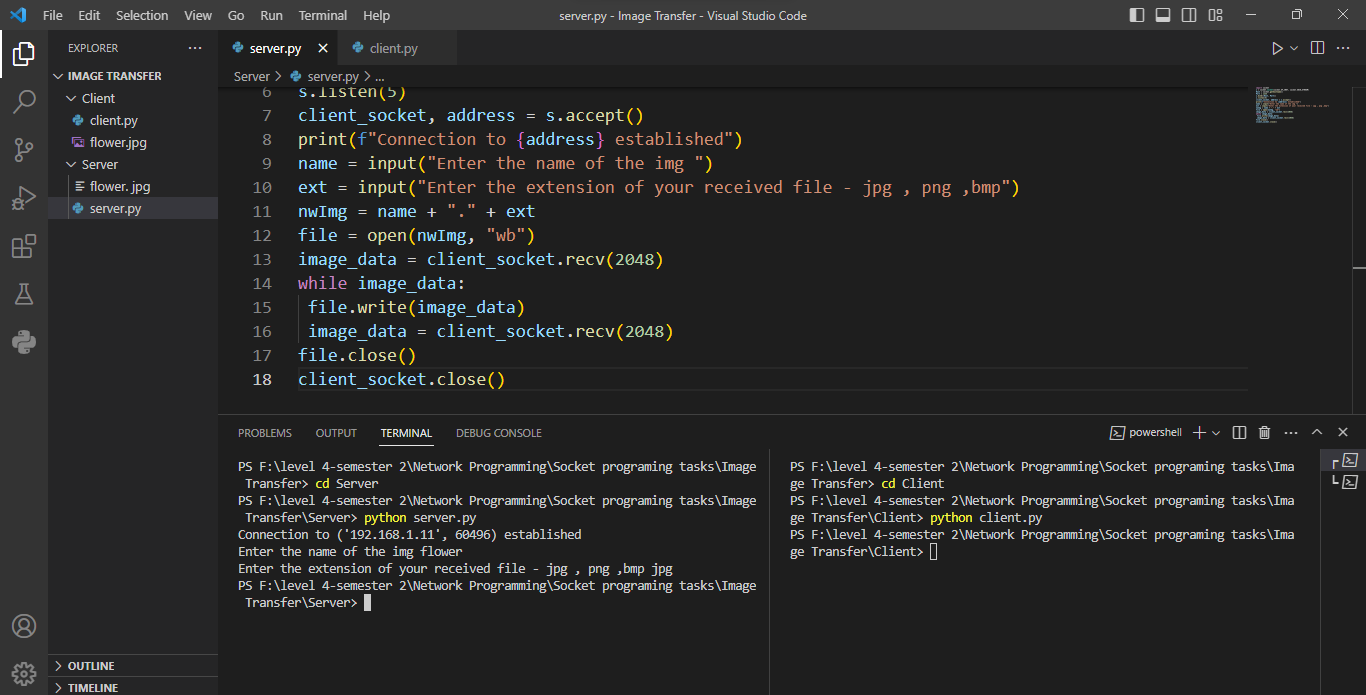 File Edit Selection View Go Run Terminal Help server.py - Image Transfer - Visual Studio Code
EXPLORER
IMAGE TRANSFER
Client
client.py
flower.jpg
Server
flower. jpg
server.py
OUTLINE
TIMELINE
server.py client.py
Server > server.py > ...
6 s.listen(5)
7 client_socket, address = s.accept()
8 print(f"Connection to {address} established")
9 name = input("Enter the name of the img ")
10 ext = input("Enter the extension of your received file - jpg , png ,bmp")
11 nwImg = name + "." + ext
12 file = open(nwImg, "wb")
13 image_data = client_socket.recv(2048)
14 while image_data:
15 file.write(image_data)
16 image_data = client_socket.recv(2048)
17 file.close()
18 client_socket.close()
PROBLEMS OUTPUT TERMINAL DEBUG CONSOLE powershell
PS F:\level 4-semester 2\Network Programming\Socket programing tasks\Image
Transfer> cd Server
PS F:\level 4-semester 2\Network Programming\Socket programing tasks\Image
Transfer\Server> python server.py
Connection to ('192.168.1.11', 60496) established
Enter the name of the img flower
Enter the extension of your received file - jpg , png ,bmp jpg
PS F:\level 4-semester 2\Network Programming\Socket programing tasks\Image
Transfer\Server>
PS F:\level 4-semester 2\Network Programming\Socket programing tasks\Ima
ge Transfer> cd Client
PS F:\level 4-semester 2\Network Programming\Socket programing tasks\Ima
ge Transfer\Client> python client.py
PS F:\level 4-semester 2\Network Programming\Socket programing tasks\Ima
ge Transfer\Client>